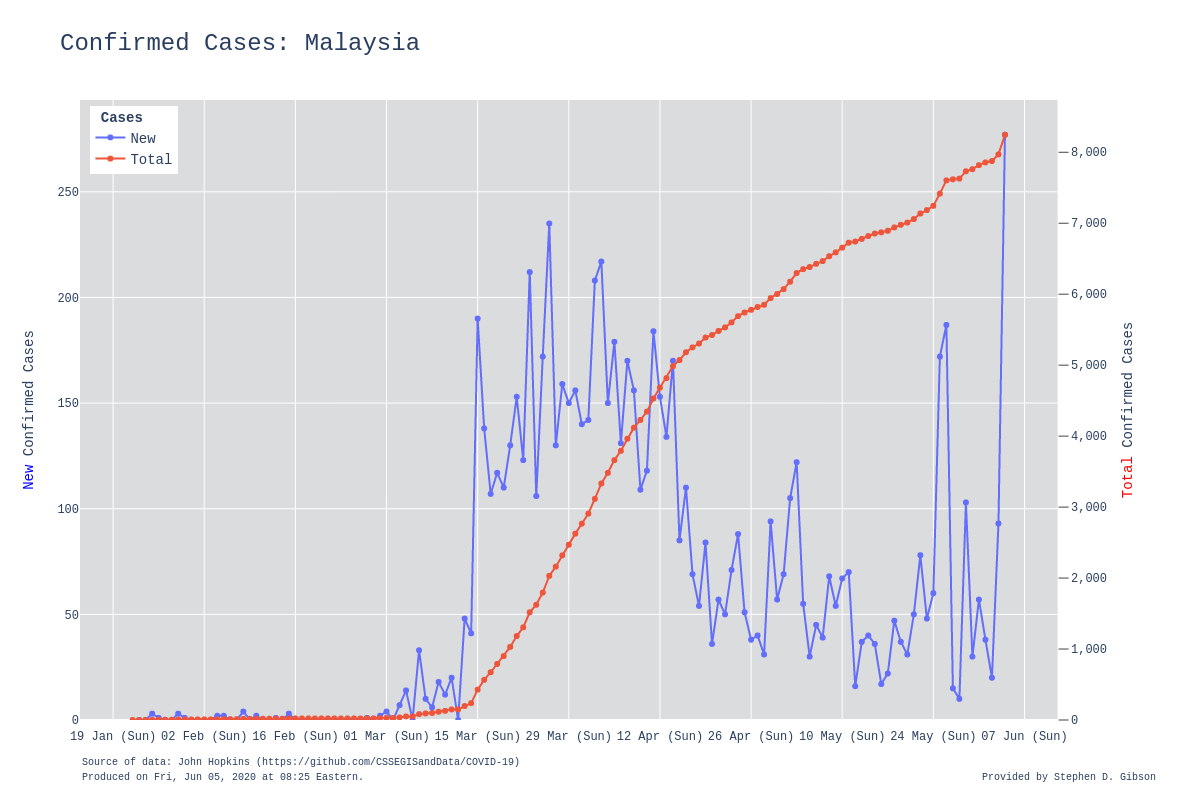 Confirmed Cases: Malaysia
Cases
New
Total
250
200
150
100
50
0
8,000
7,000
6,000
5,000
4,000
3,000
2,000
1,000
0
New Confirmed Cases
Total Confirmed Cases
19 Jan (Sun) 02 Feb (Sun) 16 Feb (Sun) 01 Mar (Sun) 15 Mar (Sun) 29 Mar (Sun) 12 Apr (Sun) 26 Apr (Sun) 10 May (Sun) 24 May (Sun) 07 Jun (Sun)
Source of data: John Hopkins (https://github.com/CSSEGISandData/COVID-19)
Produced on Fri, Jun 05, 2020 at 08:25 Eastern.
Provided by Stephen D. Gibson